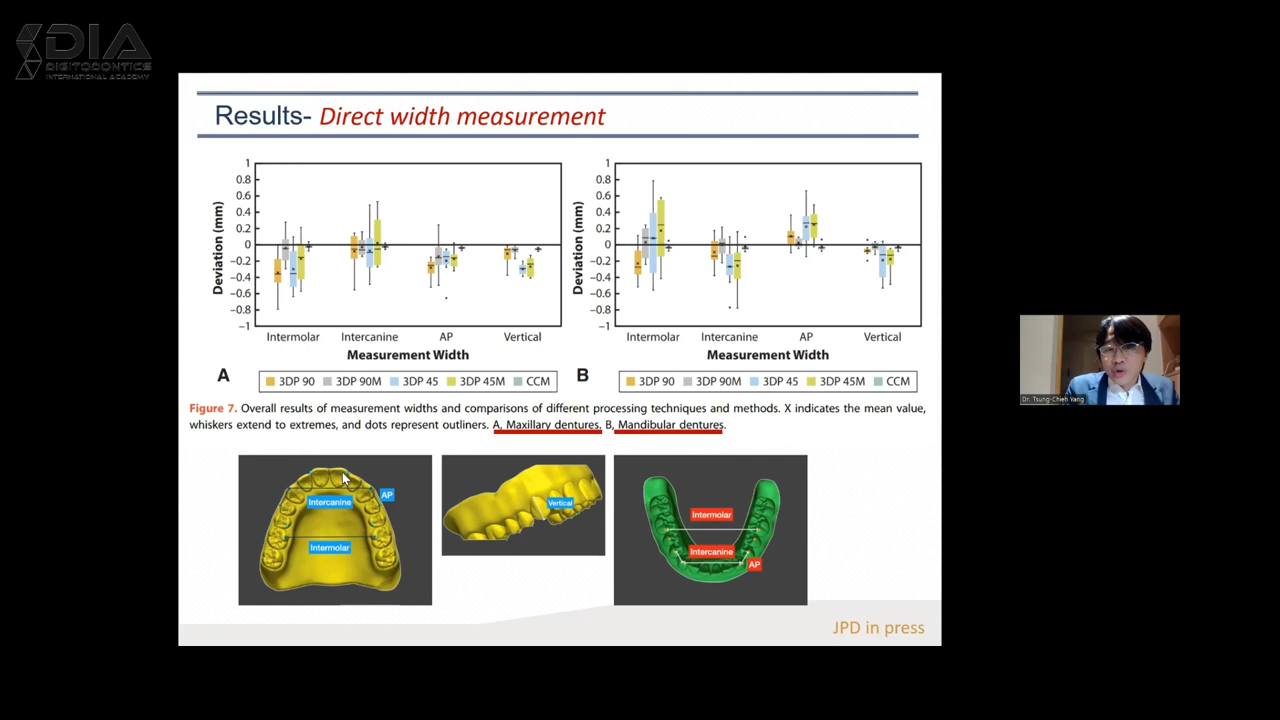 DIA
DIGITODONTICS
INTERNATIONAL ACADEMY
Results- Direct width measurement
1
0.8
0.6
0.4
0.2
0
−0.2
−0.4
−0.6
−0.8
−1
Deviation (mm)
Intermolar Intercanine AP Vertical
Measurement Width
A
3DP 90 3DP 90M 3DP 45 3DP 45M CCM
1
0.8
0.6
0.4
0.2
0
−0.2
−0.4
−0.6
−0.8
−1
Deviation (mm)
Intermolar Intercanine AP Vertical
Measurement Width
B
3DP 90 3DP 90M 3DP 45 3DP 45M CCM
Figure 7. Overall results of measurement widths and comparisons of different processing techniques and methods. X indicates the mean value,
whiskers extend to extremes, and dots represent outliners. A, Maxillary dentures. B, Mandibular dentures.
AP
Intercanine
Intermolar
Vertical
Intermolar
Intercanine
AP
JPD in press
Dr. Tsung-Chieh Yang